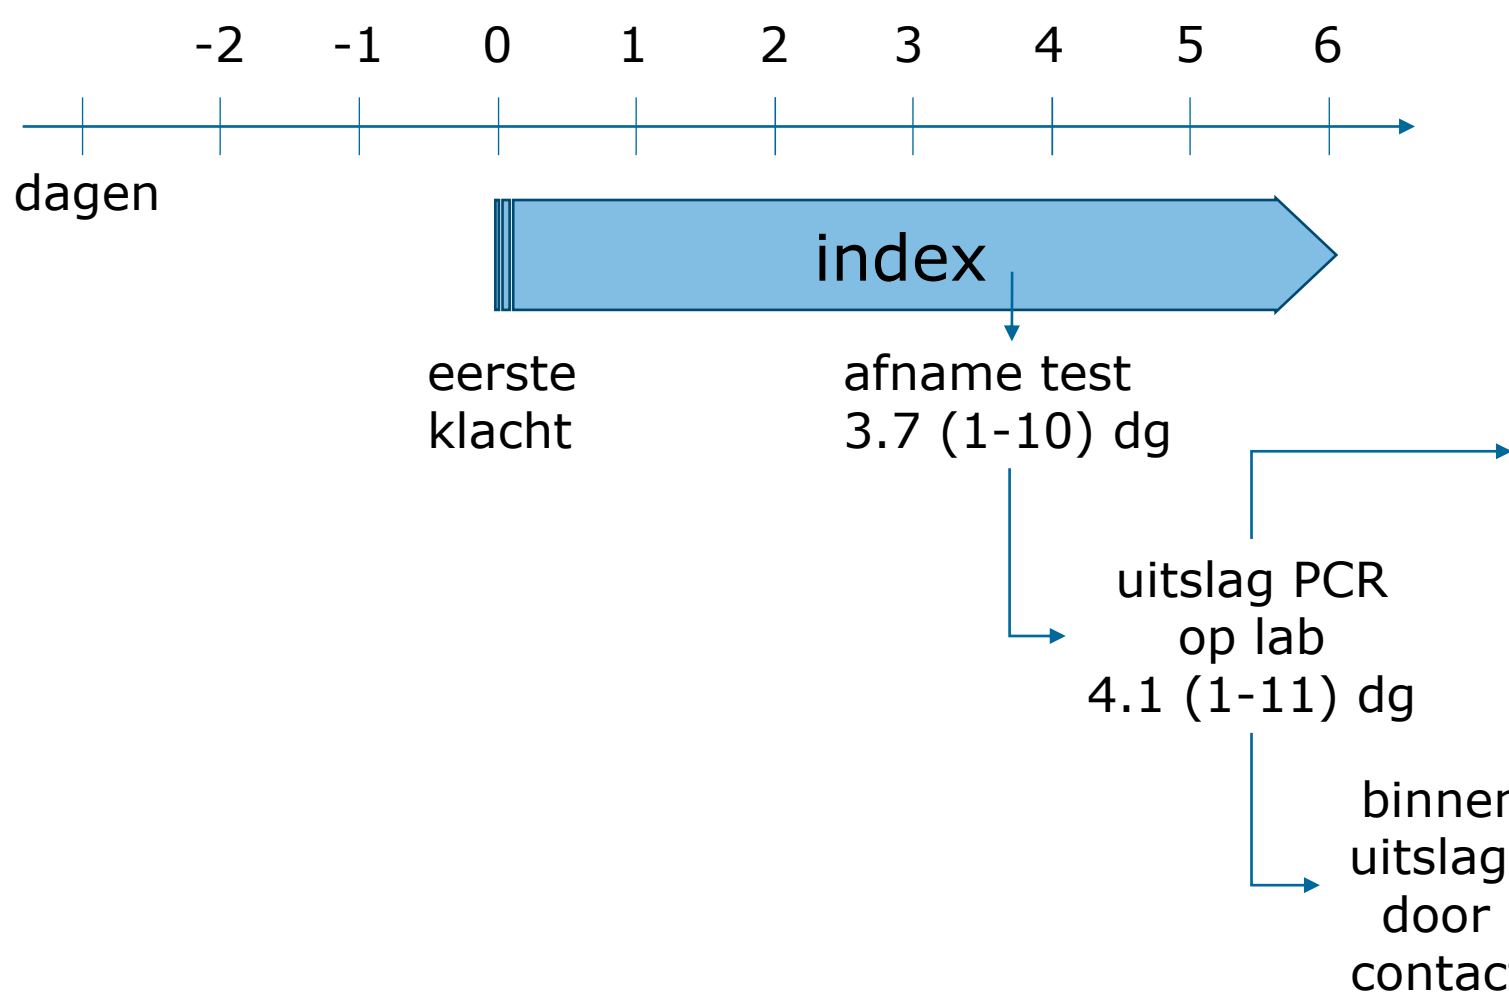 -2 -1 0 1 2 3 4 5 6
dagen
index
eerste
klacht
afname test
3.7 (1-10) dg
uitslag PCR
op lab
4.1 (1-11) dg
uitslag
door